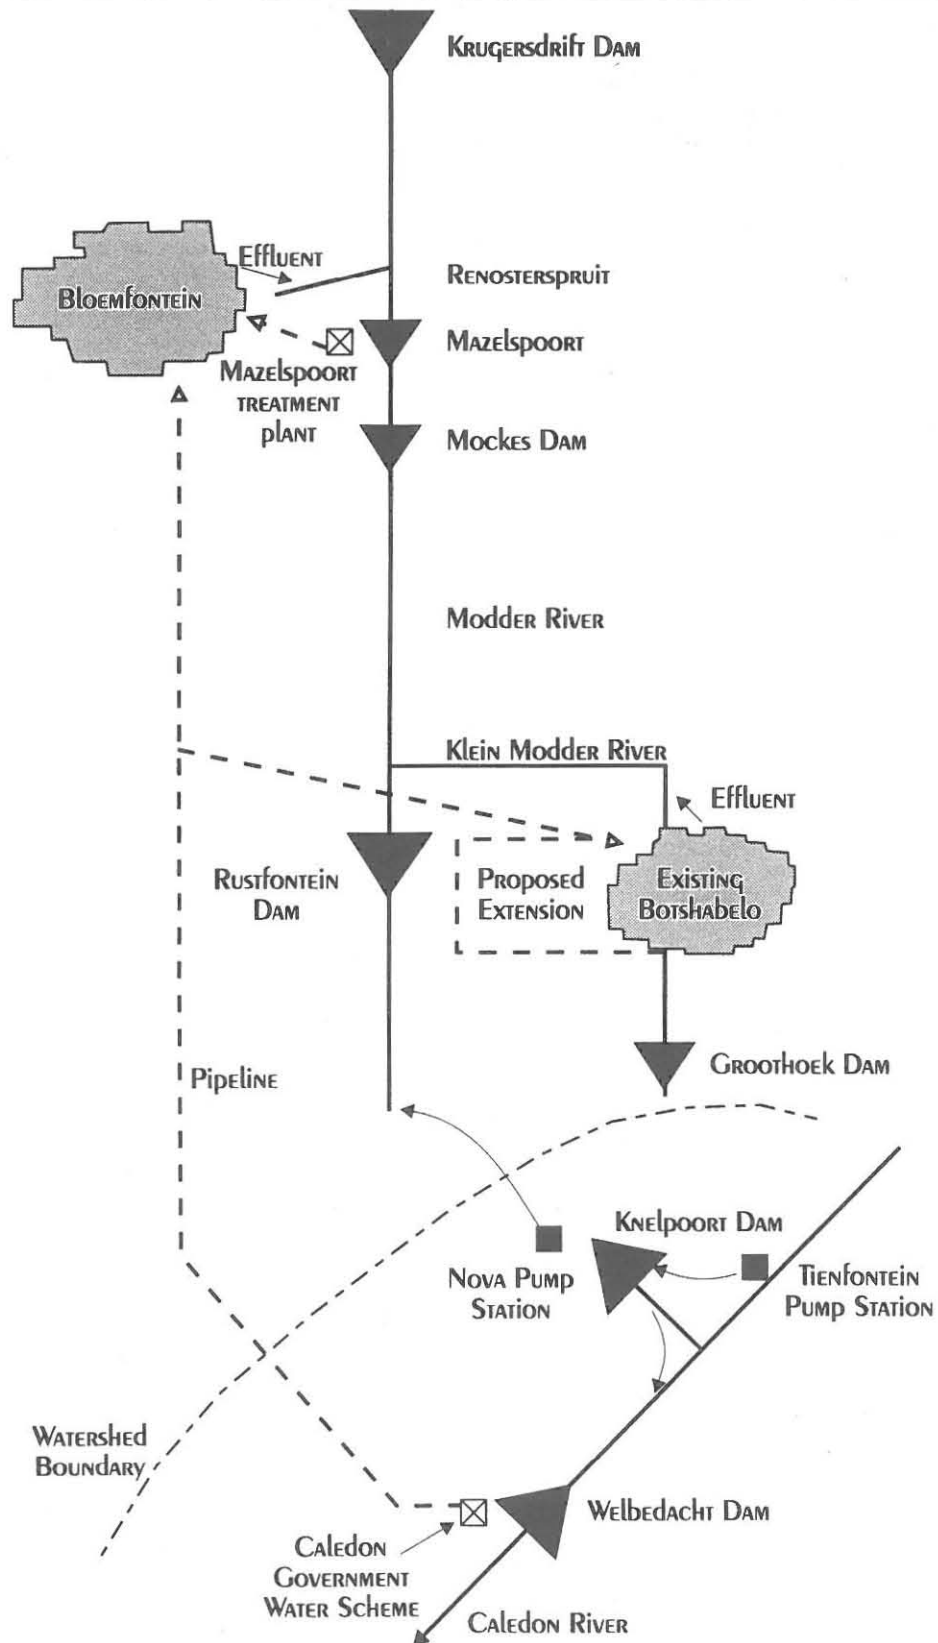 Krugersdrift Dam
Effluent
Bloemfontein
Renosterspruit
Mazelspoort
Mazelspoort
treatment
plant
Mockes Dam
Modder River
Klein Modder River
Effluent
Rustfontein
Dam
Proposed
Extension
Existing
Botshabelo
Groothoek Dam
Pipeline
Knelpoort Dam
Nova Pump
Station
Tienfontein
Pump Station
Watershed
Boundary
Welbedacht Dam
Caledon
Government
Water Scheme
Caledon River